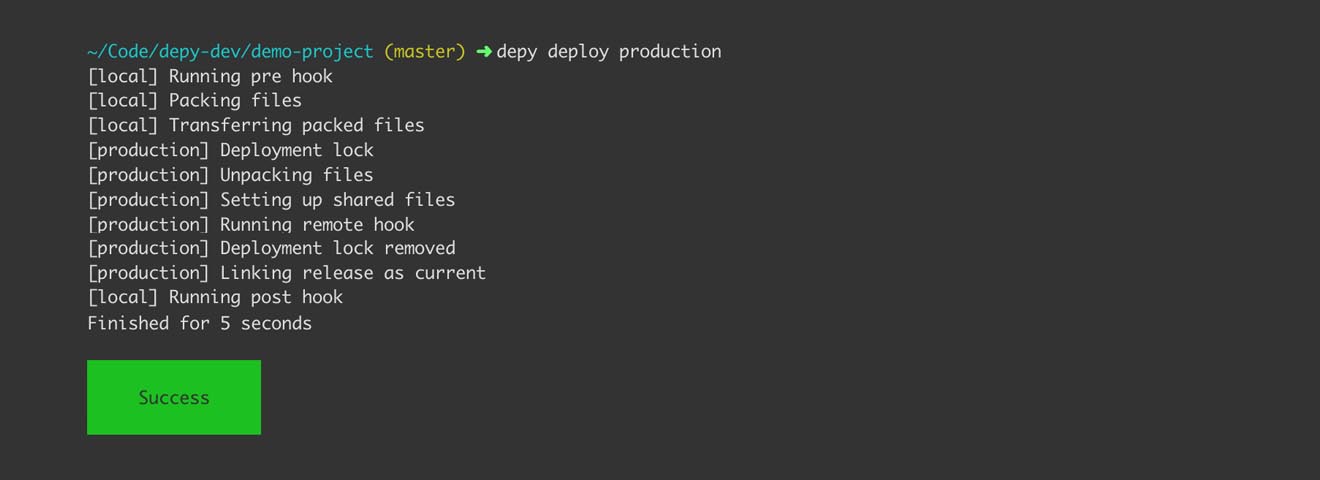 ~/Code/depy-dev/demo-project (master) ➜ depy deploy production
[local] Running pre hook
[local] Packing files
[local] Transferring packed files
[production] Deployment lock
[production] Unpacking files
[production] Setting up shared files
[production] Running remote hook
[production] Deployment lock removed
[production] Linking release as current
[local] Running post hook
Finished for 5 seconds
Success